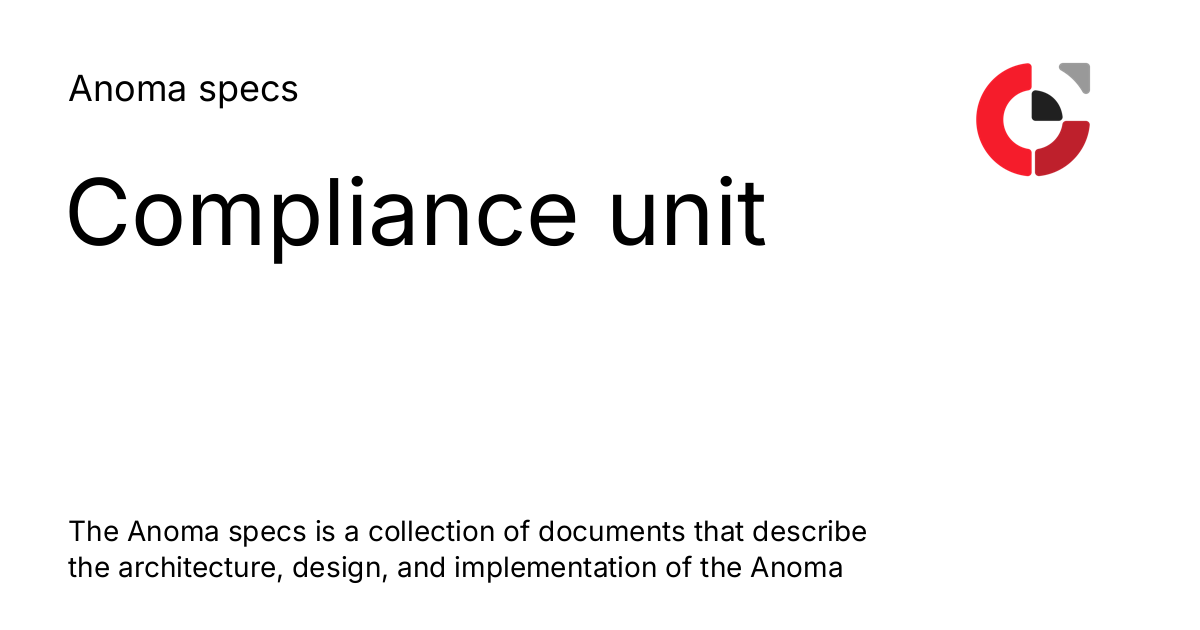 Anoma specs
Compliance unit
The Anoma specs is a collection of documents that describe
the architecture, design, and implementation of the Anoma